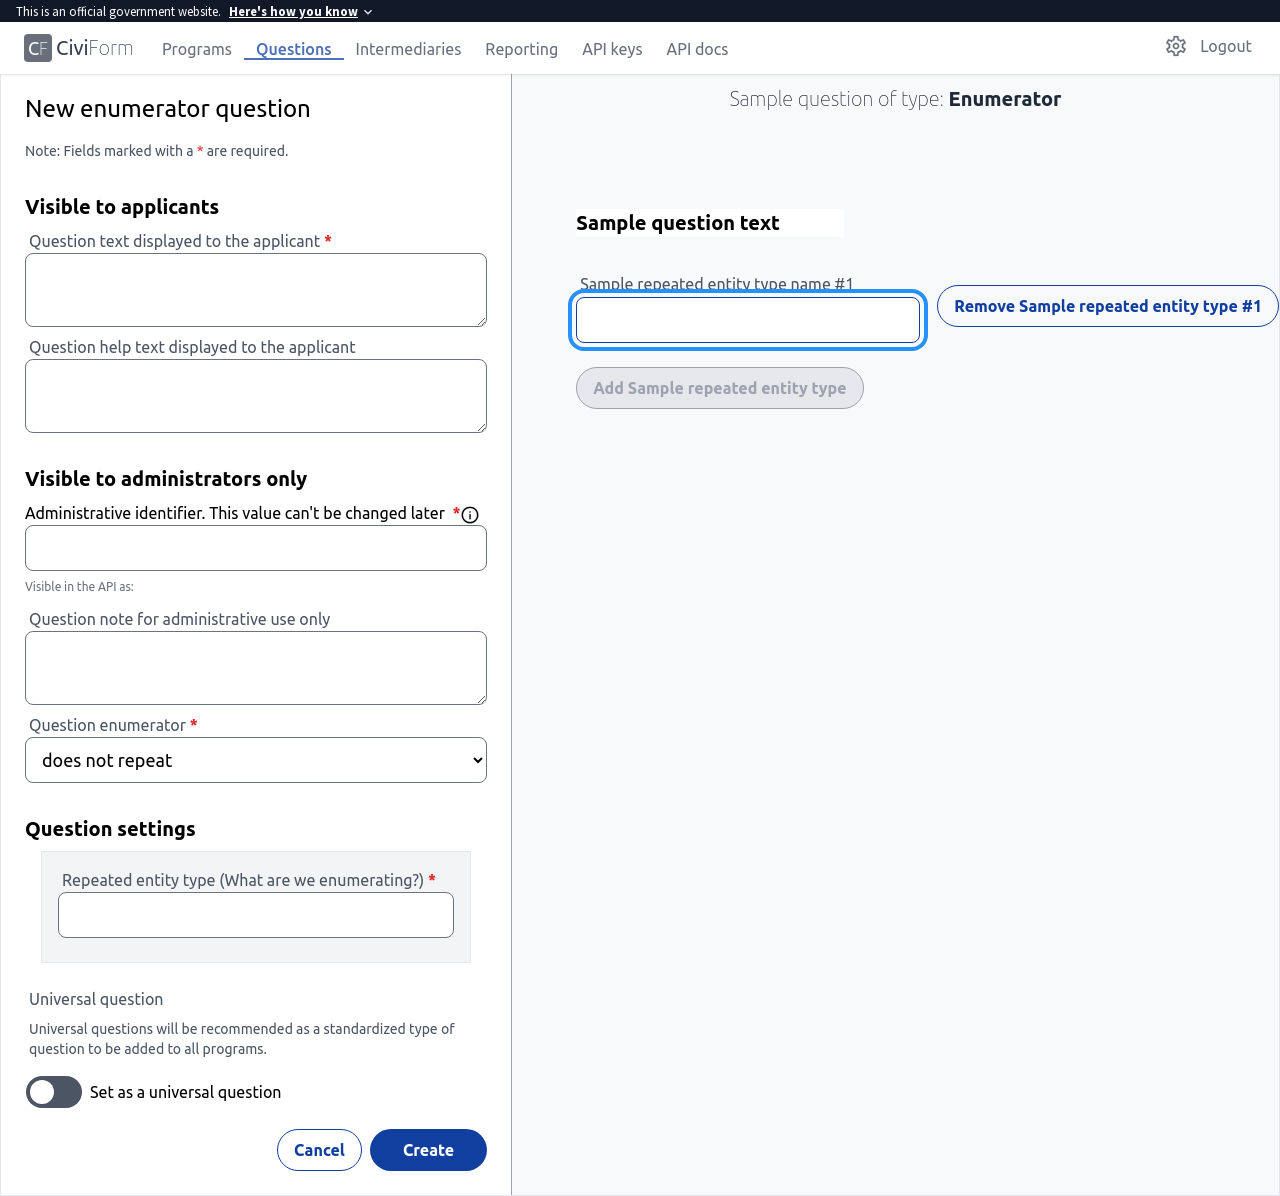 This is an official government website. Here's how you know
CF CiviForm Programs Questions Intermediaries Reporting API keys API docs Logout
New enumerator question
Note: Fields marked with a * are required.
Visible to applicants
Question text displayed to the applicant *
Question help text displayed to the applicant
Visible to administrators only
Administrative identifier. This value can't be changed later *
Visible in the API as:
Question note for administrative use only
Question enumerator *
does not repeat
Question settings
Repeated entity type (What are we enumerating?) *
Universal question
Universal questions will be recommended as a standardized type of
question to be added to all programs.
Set as a universal question
Cancel Create
Sample question of type: Enumerator
Sample question text
Sample repeated entity type name #1
Remove Sample repeated entity type #1
Add Sample repeated entity type